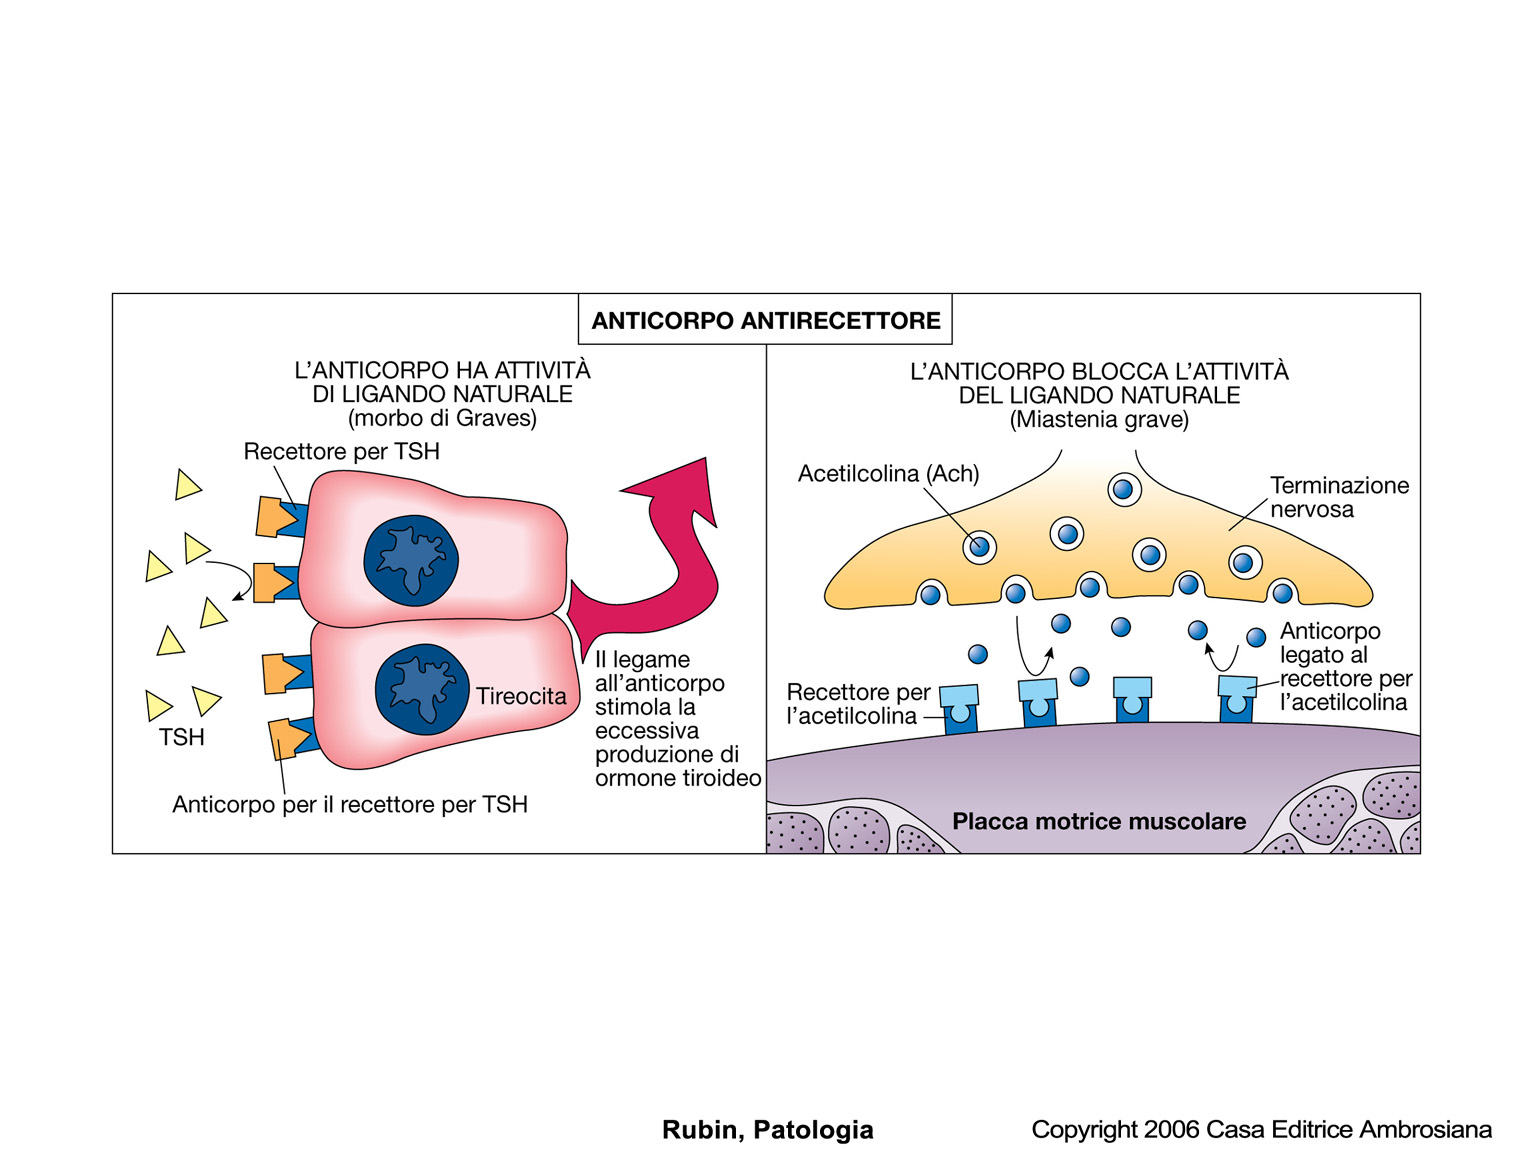 ANTICORPO ANTIRECETTORE
L'ANTICORPO HA ATTIVITÀ
DI LIGANDO NATURALE
(morbo di Graves)
Recettore per TSH
Tireocita
TSH
Anticorpo per il recettore per TSH
Il legame
all'anticorpo
stimola la
eccessiva
produzione di
ormone tiroideo
L'ANTICORPO BLOCCA L'ATTIVITÀ
DEL LIGANDO NATURALE
(Miastenia grave)
Acetilcolina (Ach)
Terminazione
nervosa
Anticorpo
legato al
recettore per
l'acetilcolina
Recettore per
l'acetilcolina
Placca motrice muscolare
Rubin, Patologia
Copyright 2006 Casa Editrice Ambrosiana